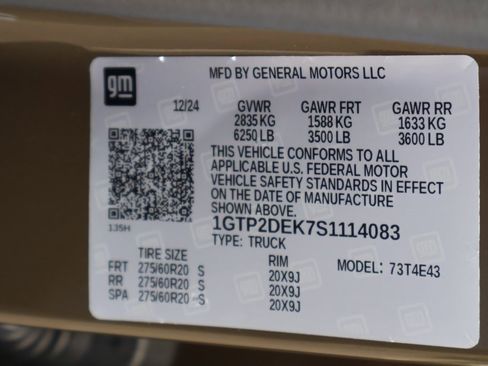 gm
MFD BY GENERAL MOTORS LLC
12/24 GVWR GAWR FRT GAWR RR
2835 KG 1588 KG 1633 KG
6250 LB 3500 LB 3600 LB
THIS VEHICLE CONFORMS TO ALL
APPLICABLE U.S. FEDERAL MOTOR
VEHICLE SAFETY STANDARDS IN EFFECT
ON THE DATE OF MANUFACTURE
SHOWN ABOVE.
1GTP2DEK7S1114083
TYPE: TRUCK
135H
TIRE SIZE RIM MODEL: 73T4E43
FRT 275/60R20 S 20X9J
RR 275/60R20 S 20X9J
SPA 275/60R20 S 20X9J